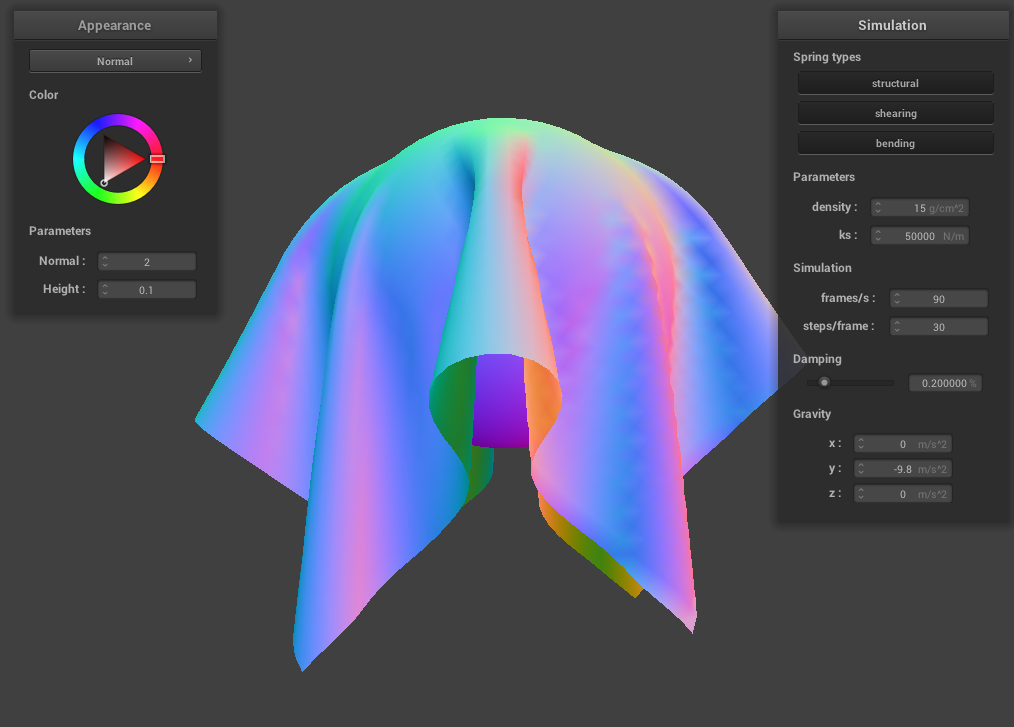 Appearance
Normal ›
Color
Parameters
Normal : 2
Height : 0.1
Simulation
Spring types
structural
shearing
bending
Parameters
density : 15 g/cm^2
ks : 50000 N/m
Simulation
frames/s : 90
steps/frame : 30
Damping
0.200000 %
Gravity
x : 0 m/s^2
y : -9.8 m/s^2
z : 0 m/s^2